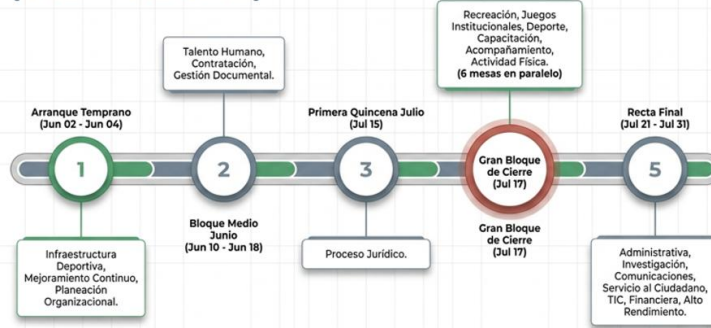 Recreación, Juegos
Institucionales, Deporte,
Capacitación,
Acompañamiento,
Actividad Física.
(6 mesas en paralelo)
Talento Humano,
Contratación,
Gestión Documental.
Arranque Temprano
(Jun 02 - Jun 04)
Primera Quincena Julio
(Jul 15)
Recta Final
(Jul 21 - Jul 31)
1
2
3
Gran Bloque
de Cierre
(Jul 17)
5
Bloque Medio
Junio
(Jun 10 - Jun 18)
Gran Bloque
de Cierre
(Jul 17)
Infraestructura
Deportiva,
Mejoramiento Continuo,
Planeación
Organizacional.
Proceso Jurídico.
Administrativa,
Investigación,
Comunicaciones,
Servicio al Ciudadano,
TIC, Financiera, Alto
Rendimiento.